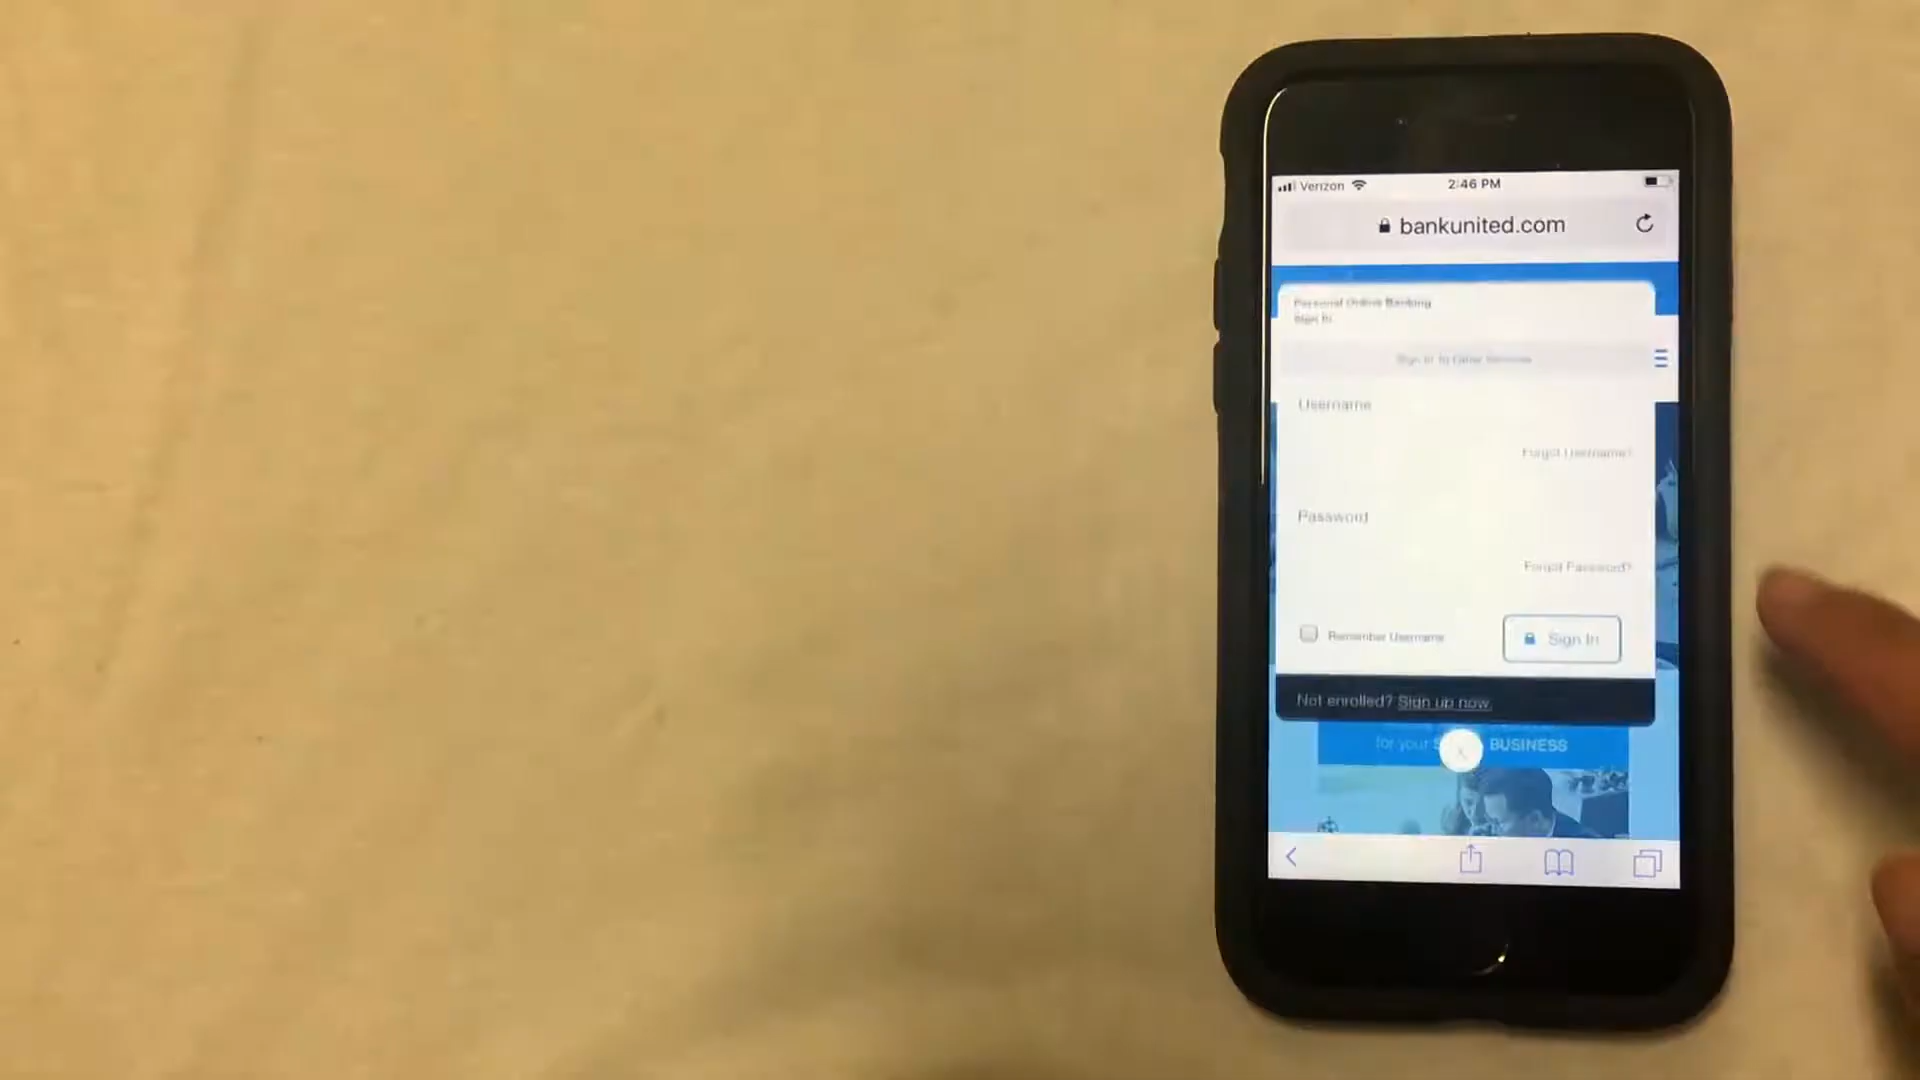 Verizon
2:46 PM
bankunited.com
Personal Online Banking
Sign In
Sign In to Other Services
Username
Forgot Username?
Password
Forgot Password?
Remember Username
Sign In
Not enrolled? Sign up now.
for your S
BUSINESS
x